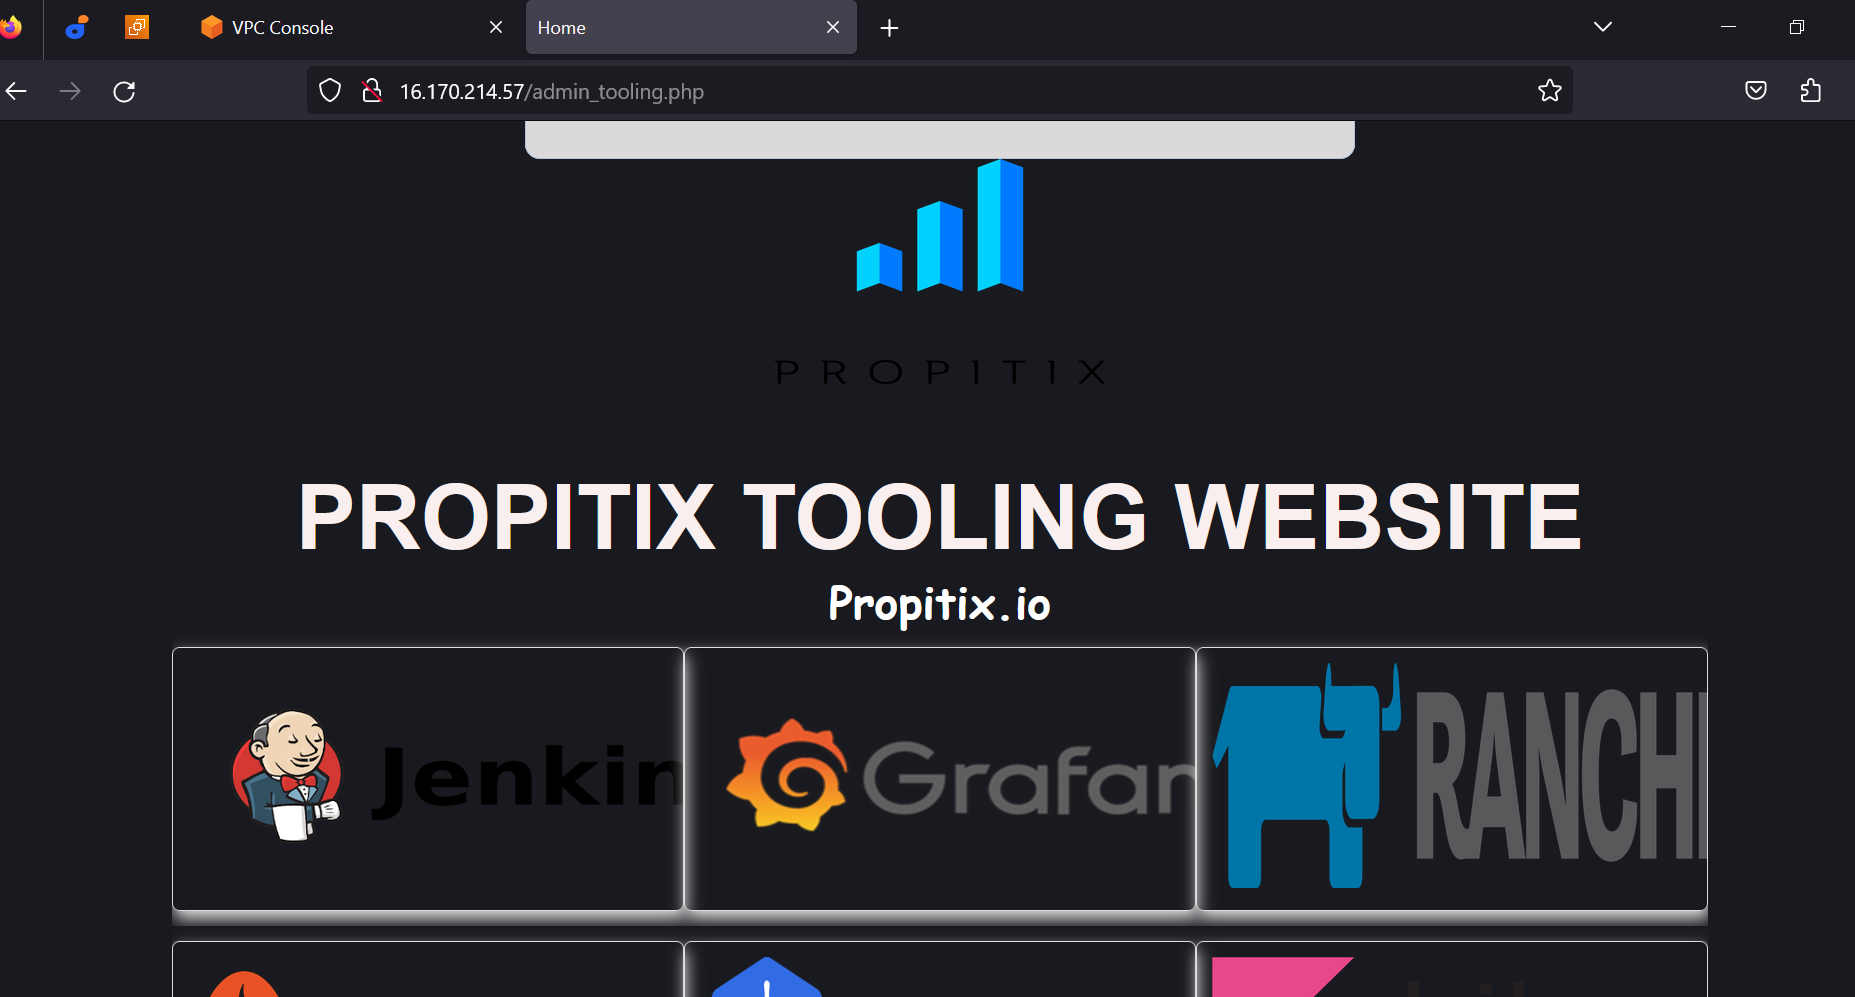 VPC Console
Home
16.170.214.57/admin_tooling.php
PROPITIX
PROPITIX TOOLING WEBSITE
Propitix.io
Jenkin
Grafan
RANCH